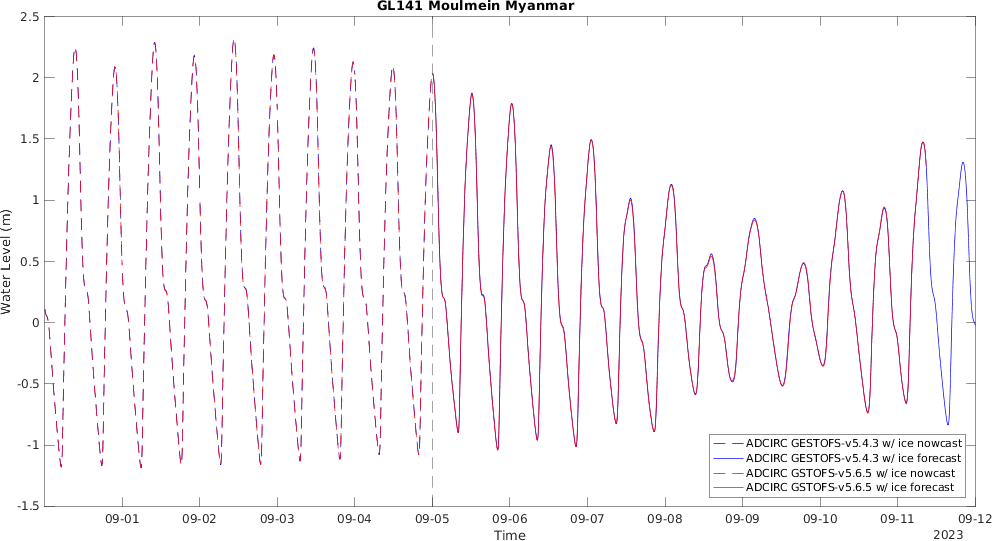 GL141 Moulmein Myanmar
2.5
2
1.5
1
0.5
0
-0.5
-1
-1.5
Water Level (m)
ADCIRC GESTOFS-v5.4.3 w/ ice nowcast
ADCIRC GESTOFS-v5.4.3 w/ ice forecast
ADCIRC GSTOFS-v5.6.5 w/ ice nowcast
ADCIRC GSTOFS-v5.6.5 w/ ice forecast
09-01 09-02 09-03 09-04 09-05 09-06 09-07 09-08 09-09 09-10 09-11 09-12
Time
2023